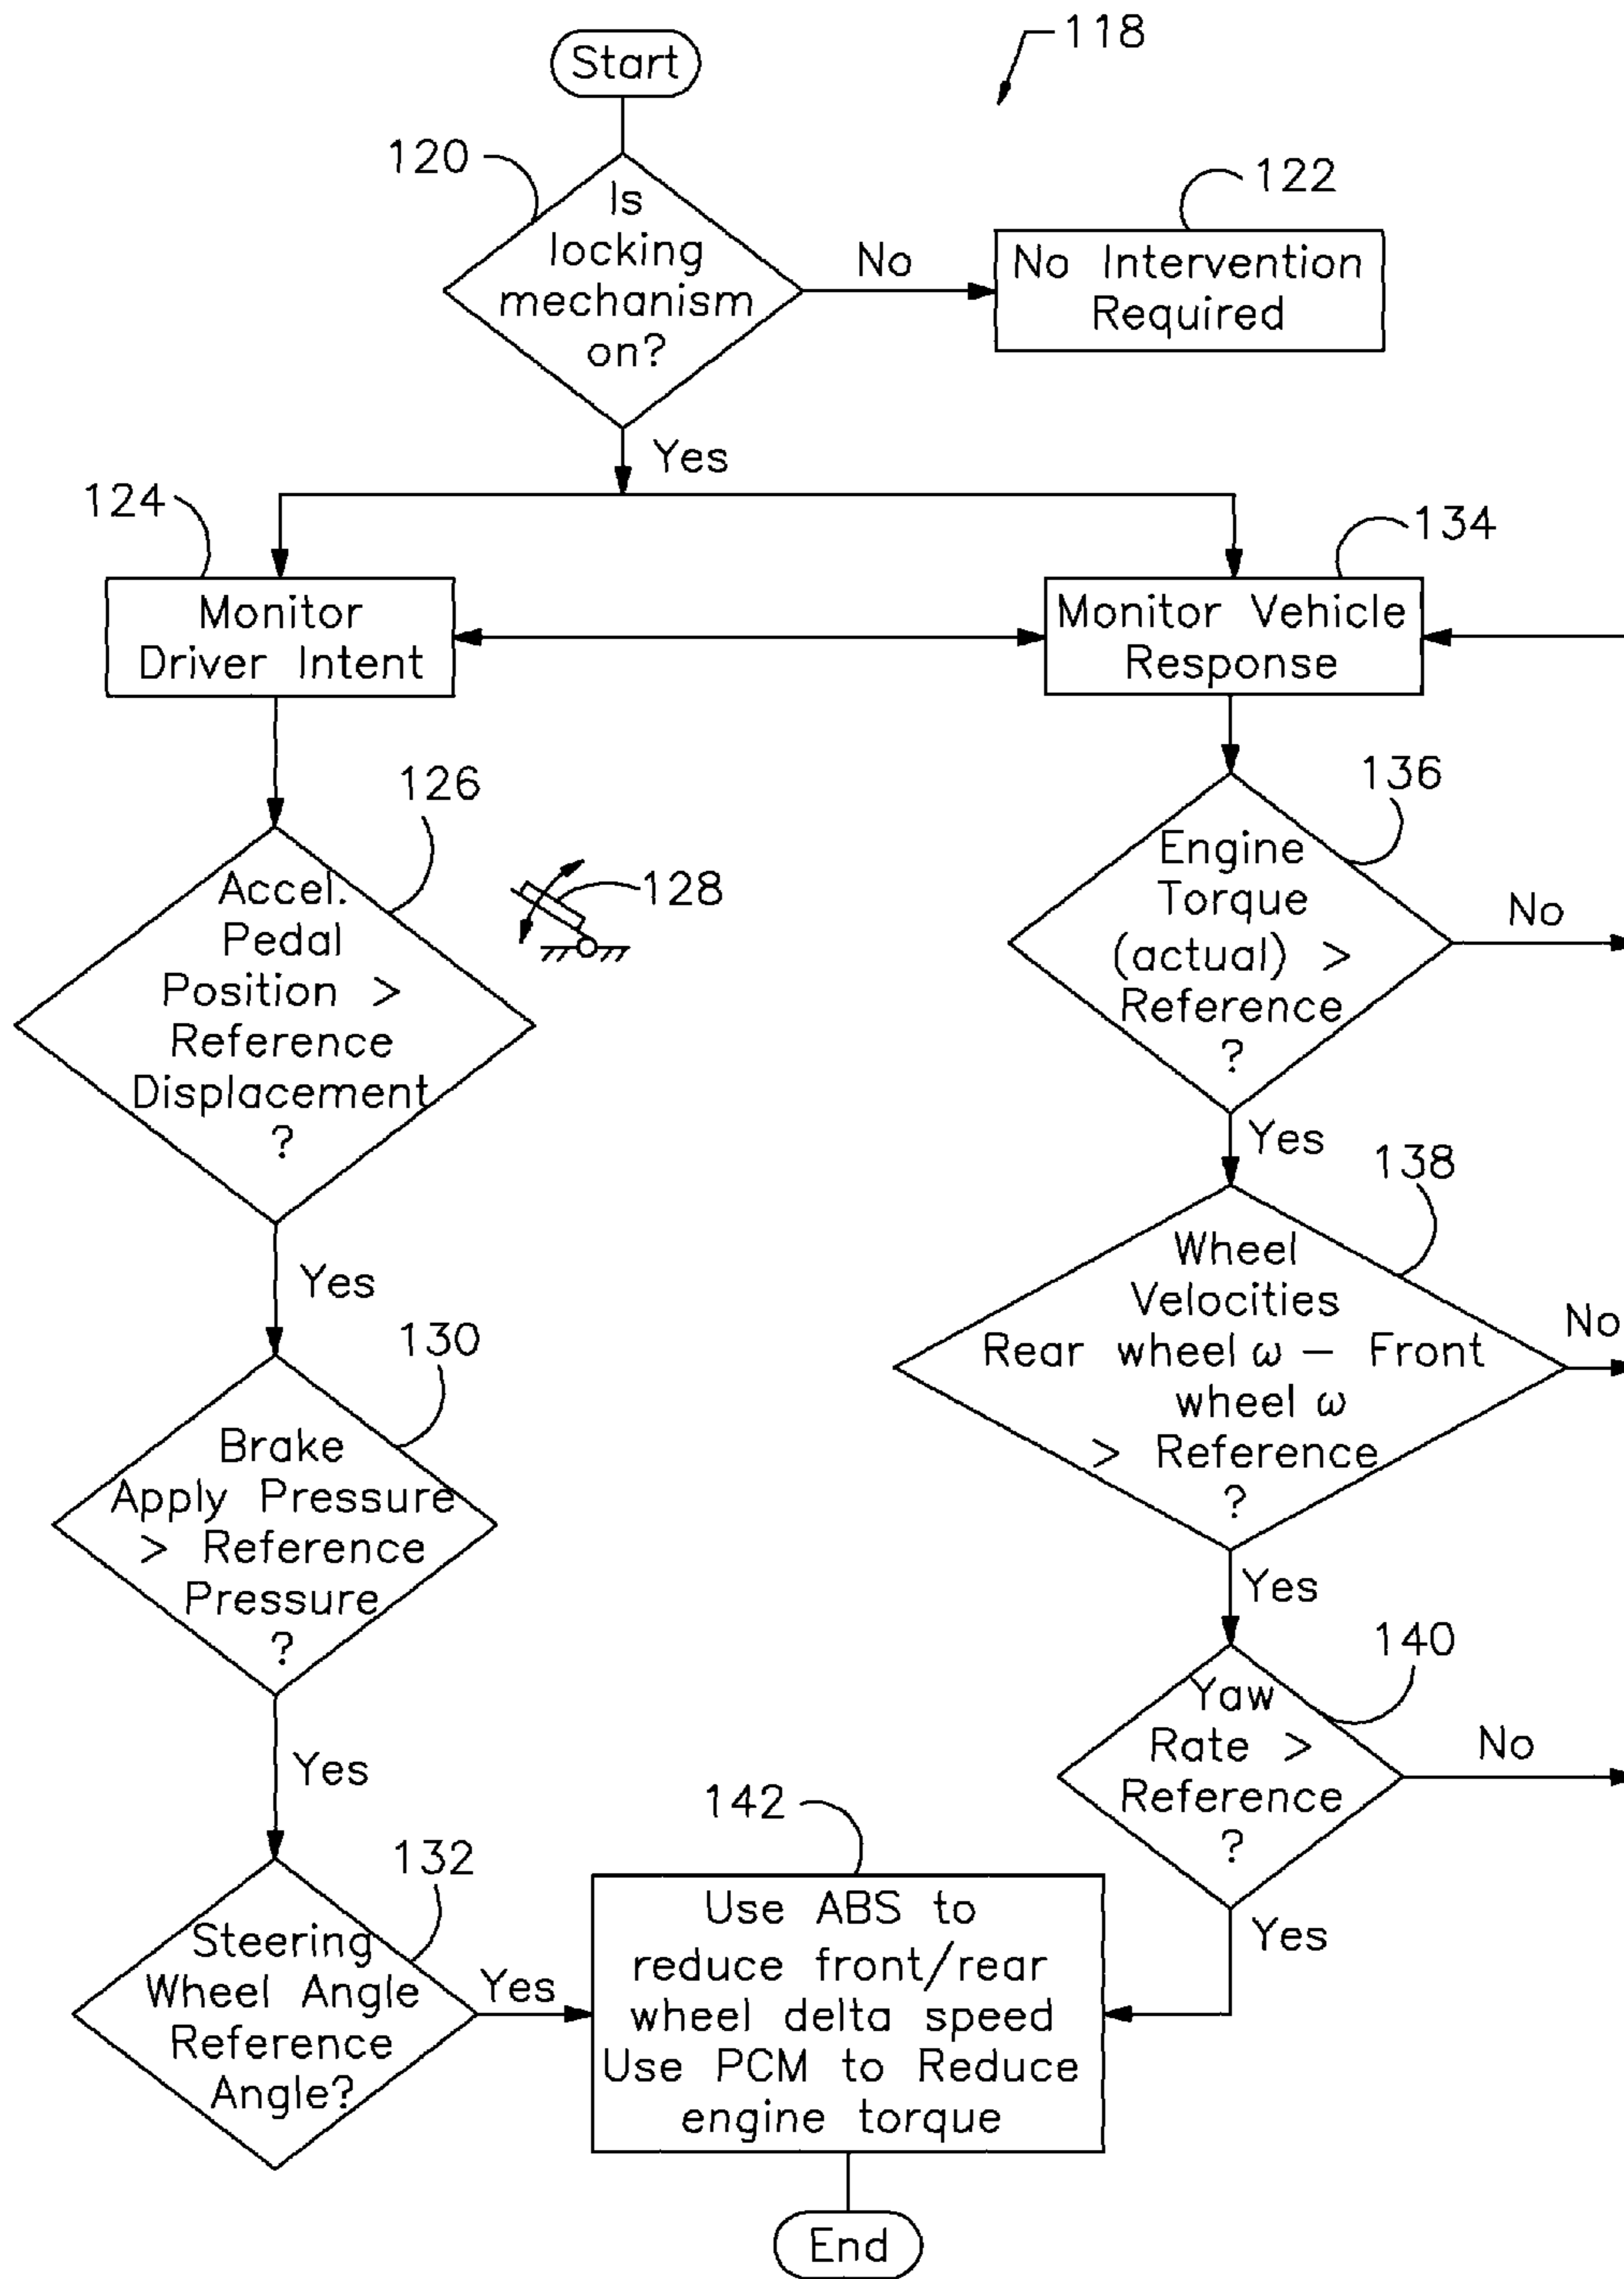 118
Start
120
Is
locking
mechanism
on?
No
122
No Intervention
Required
Yes
124
Monitor
Driver Intent
134
Monitor Vehicle
Response
126
Accel.
Pedal
Position >
Reference
Displacement
?
128
136
Engine
Torque
(actual) >
Reference
?
No
Yes
Yes
138
Wheel
Velocities
Rear wheel ω – Front
wheel ω
> Reference
?
No
130
Brake
Apply Pressure
> Reference
Pressure
?
Yes
Yes
140
Yaw
Rate >
Reference
?
No
Yes
132
Steering
Wheel Angle
Reference
Angle?
Yes
142
Use ABS to
reduce front/rear
wheel delta speed
Use PCM to Reduce
engine torque
End